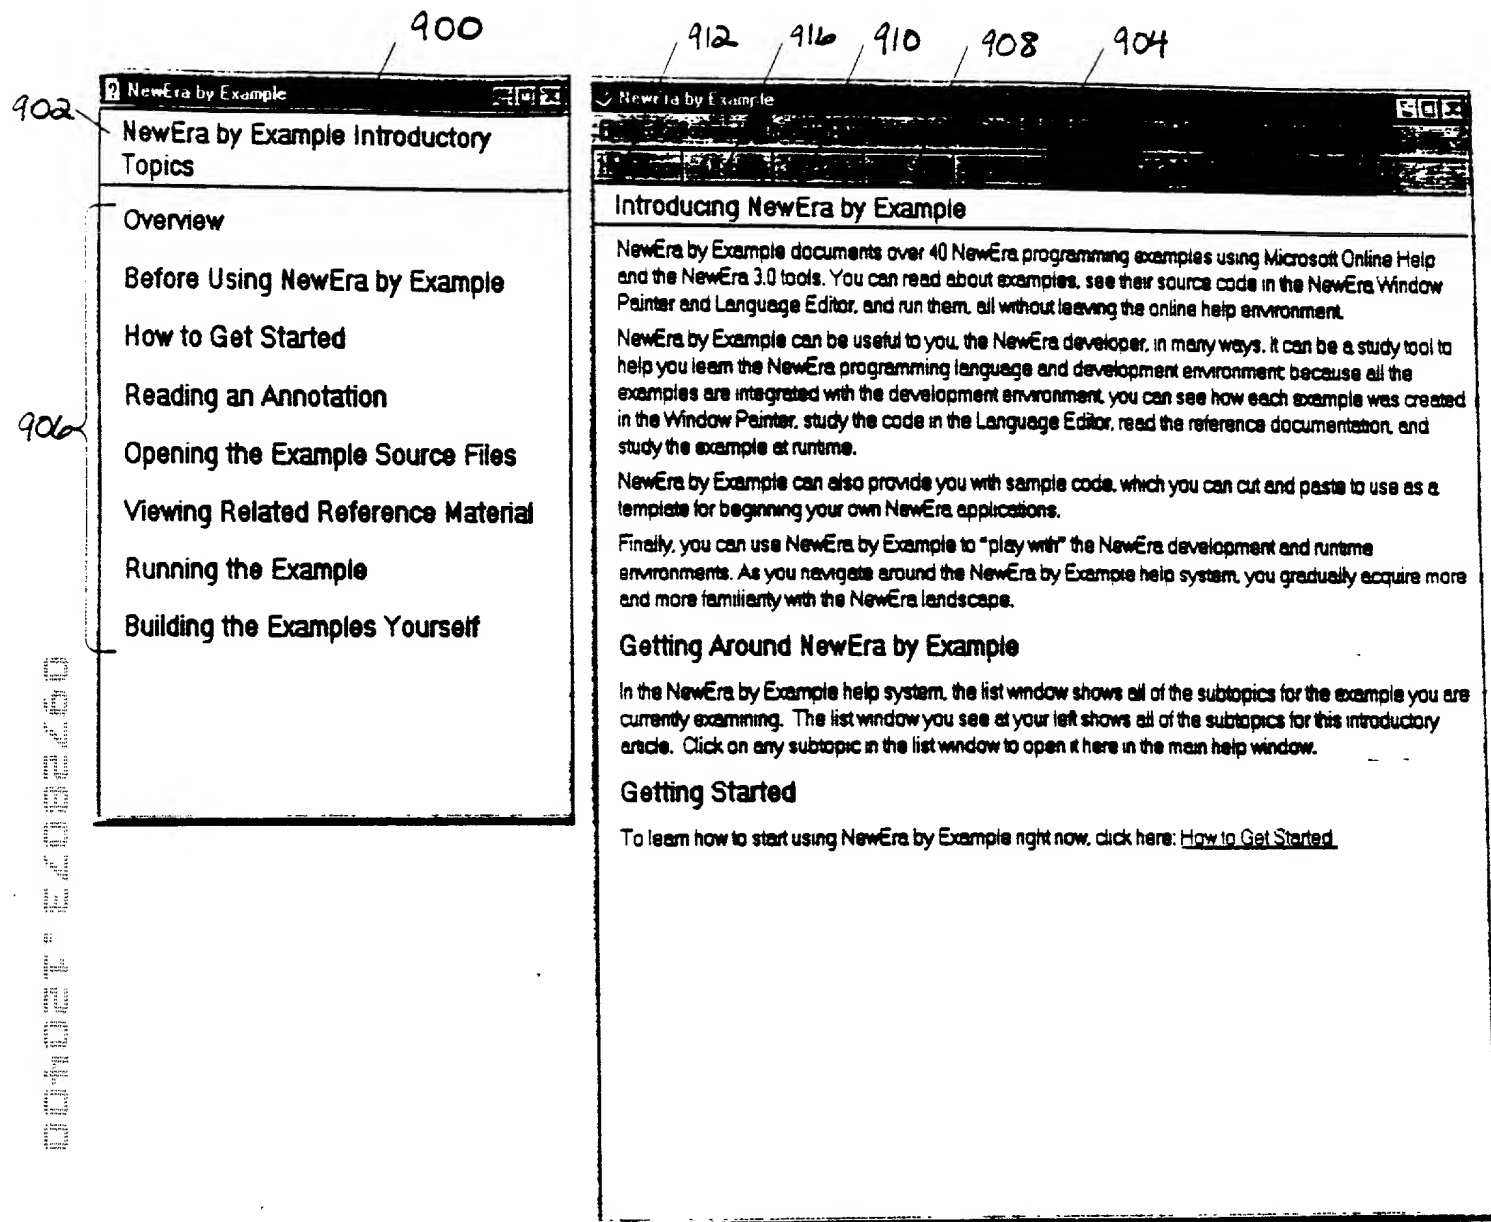 900
912 916 910 908 904
902
NewEra by Example
NewEra by Example Introductory
Topics
906
Overview
Before Using NewEra by Example
How to Get Started
Reading an Annotation
Opening the Example Source Files
Viewing Related Reference Material
Running the Example
Building the Examples Yourself
NewEra by Example
Introducing NewEra by Example
NewEra by Example documents over 40 NewEra programming examples using Microsoft Online Help
and the NewEra 3.0 tools. You can read about examples, see their source code in the NewEra Window
Painter and Language Editor, and run them, all without leaving the online help environment.
NewEra by Example can be useful to you, the NewEra developer, in many ways. it can be a study tool to
help you learn the NewEra programming language and development environment because all the
examples are integrated with the development environment, you can see how each example was created
in the Window Painter, study the code in the Language Editor, read the reference documentation, and
study the example at runtime.
NewEra by Example can also provide you with sample code, which you can cut and paste to use as a
template for beginning your own NewEra applications.
Finally, you can use NewEra by Example to "play with" the NewEra development and runtime
environments. As you navigate around the NewEra by Example help system, you gradually acquire more
and more familiarity with the NewEra landscape.
Getting Around NewEra by Example
In the NewEra by Example help system, the list window shows all of the subtopics for the example you are
currently examining. The list window you see at your left shows all of the subtopics for this introductory
article. Click on any subtopic in the list window to open it here in the main help window.
Getting Started
To learn how to start using NewEra by Example right now, click here: How to Get Started